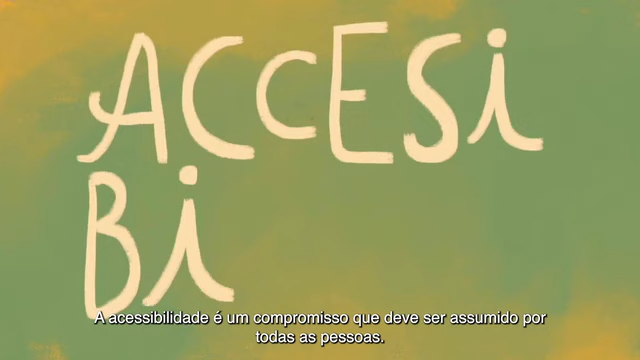 ACCESi
Bi
A acessibilidade é um compromisso que deve ser assumido por
todas as pessoas.